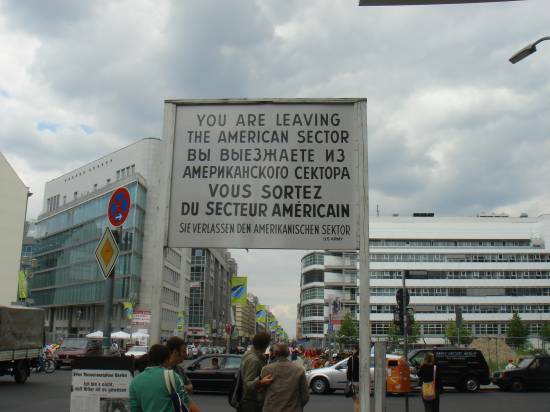 YOU ARE LEAVING
THE AMERICAN SECTOR
ВЫ ВЫЕЗЖАЕТЕ ИЗ
АМЕРИКАНСКОГО СЕКТОРА
VOUS SORTEZ
DU SECTEUR AMÉRICAIN
SIE VERLASSEN DEN AMERIKANISCHEN SEKTOR
US ARMY